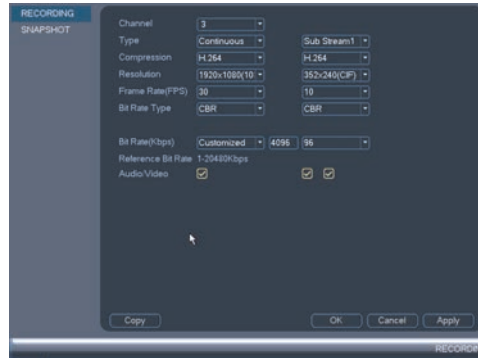 RECORDING
SNAPSHOT
Channel 3
Type Continuous Sub Stream1
Compression H.264 H.264
Resolution 1920x1080(10 352x240(CIF)
Frame Rate(FPS) 30 10
Bit Rate Type CBR CBR
Bit Rate(Kbps) Customized 4096 96
Reference Bit Rate 1-20480Kbps
Audio/Video
Copy OK Cancel Apply
RECORDI